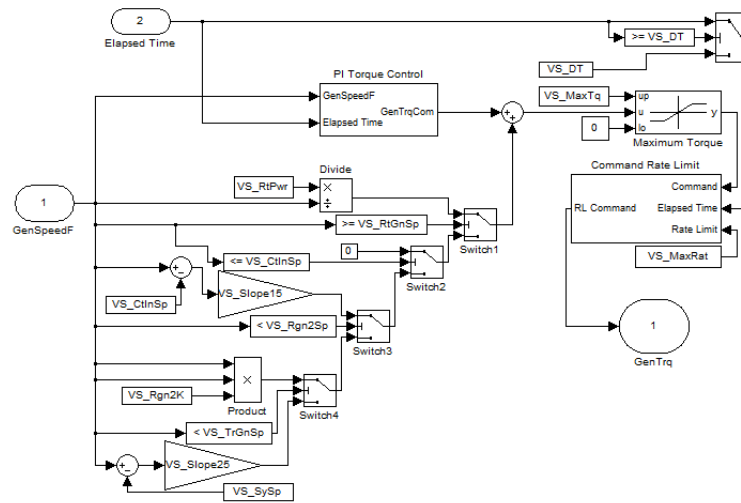 2
Elapsed Time
>= VS_DT
VS_DT
PI Torque Control
GenSpeedF
GenTrqCom
Elapsed Time
VS_MaxTq
0
up
u
lo
y
Maximum Torque
Divide
VS_RtPwr
×
÷
1
GenSpeedF
>= VS_RtGnSp
Switch1
Command Rate Limit
Command
RL Command
Elapsed Time
Rate Limit
VS_MaxRat
0
<= VS_CtInSp
Switch2
VS_CtInSp
VS_Slope15
< VS_Rgn2Sp
Switch3
1
GenTrq
VS_Rgn2K
×
Product
Switch4
< VS_TrGnSp
VS_Slope25
VS_SySp